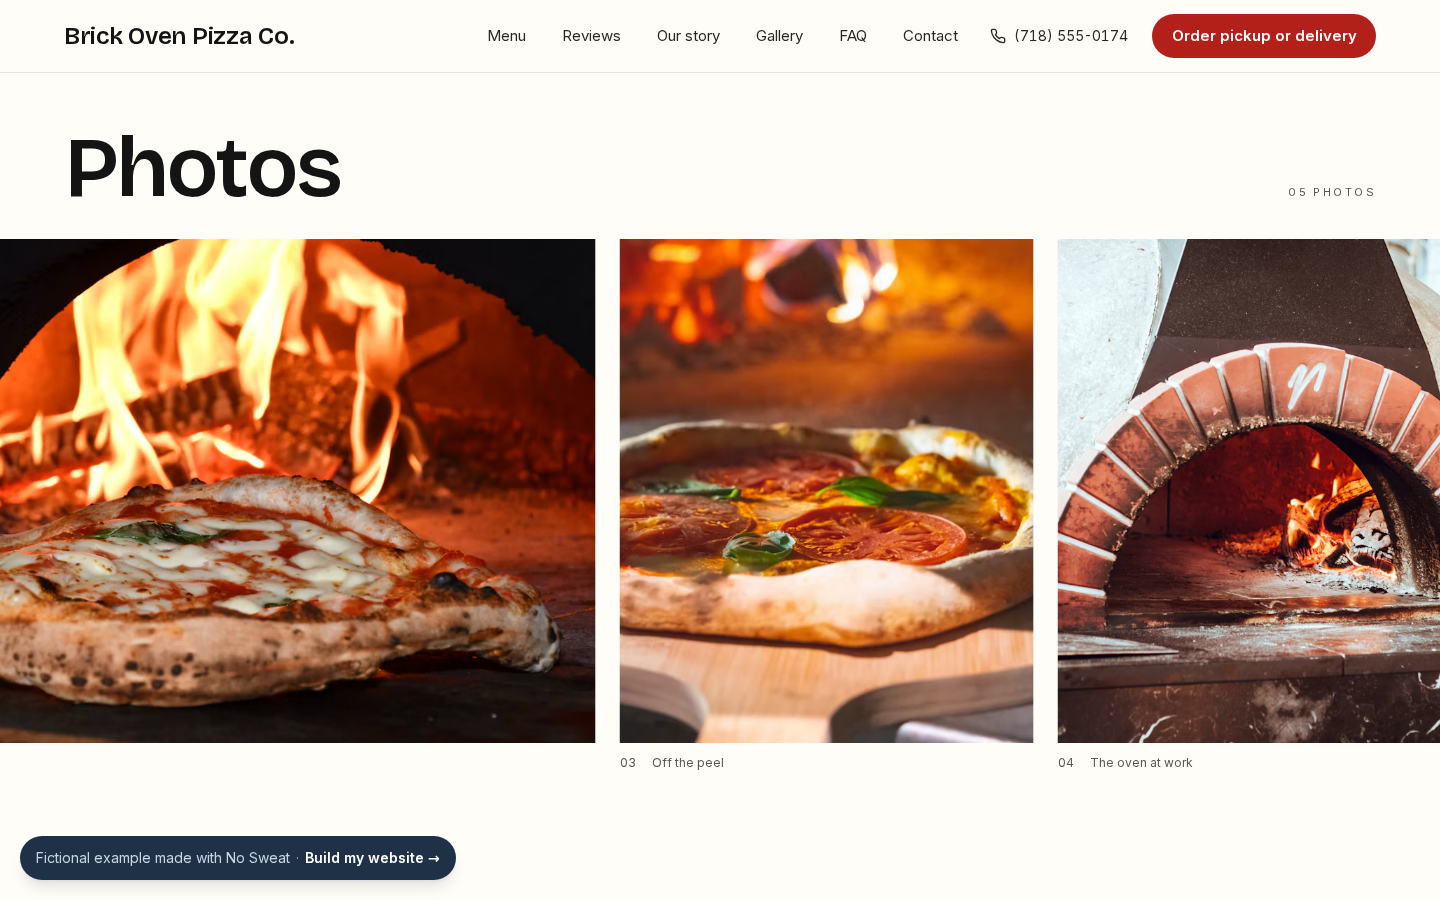 Brick Oven Pizza Co.
Menu
Reviews
Our story
Gallery
FAQ
Contact
(718) 555-0174
Order pickup or delivery
Photos
05 PHOTOS
03 Off the peel
04 The oven at work
Fictional example made with No Sweat · Build my website →